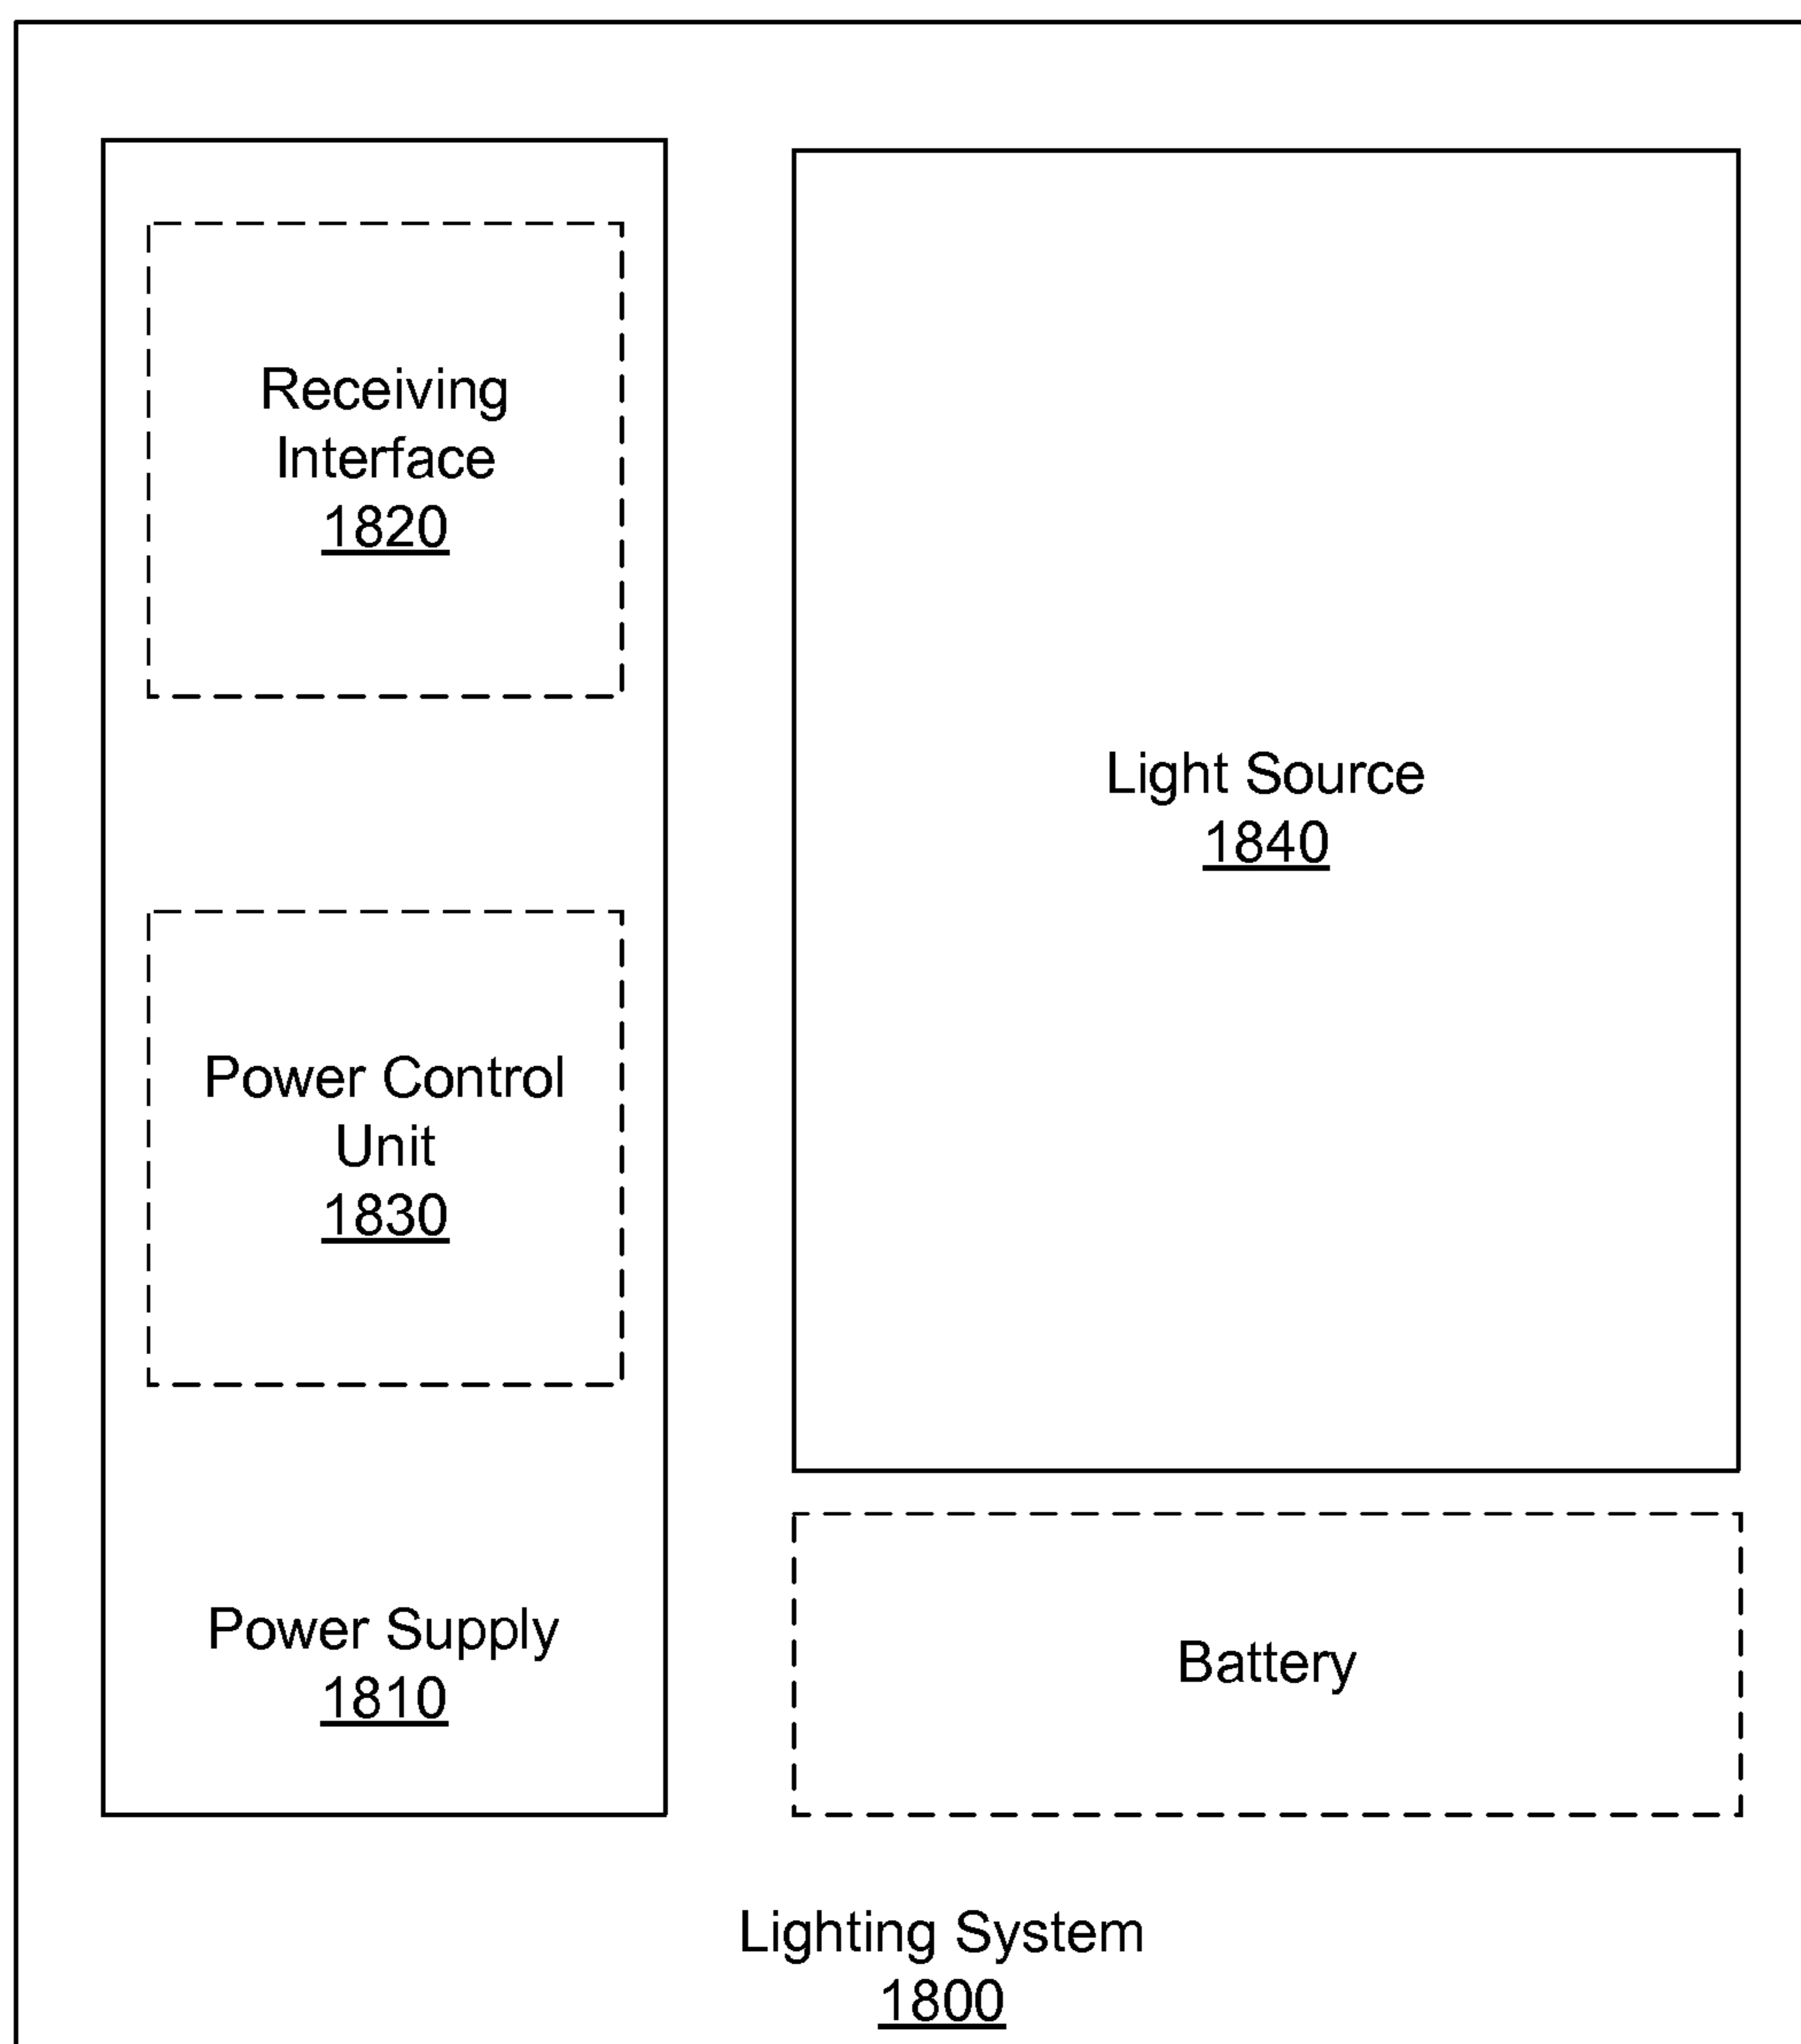 Receiving
Interface
1820
Power Control
Unit
1830
Power Supply
1810
Light Source
1840
Battery
Lighting System
1800